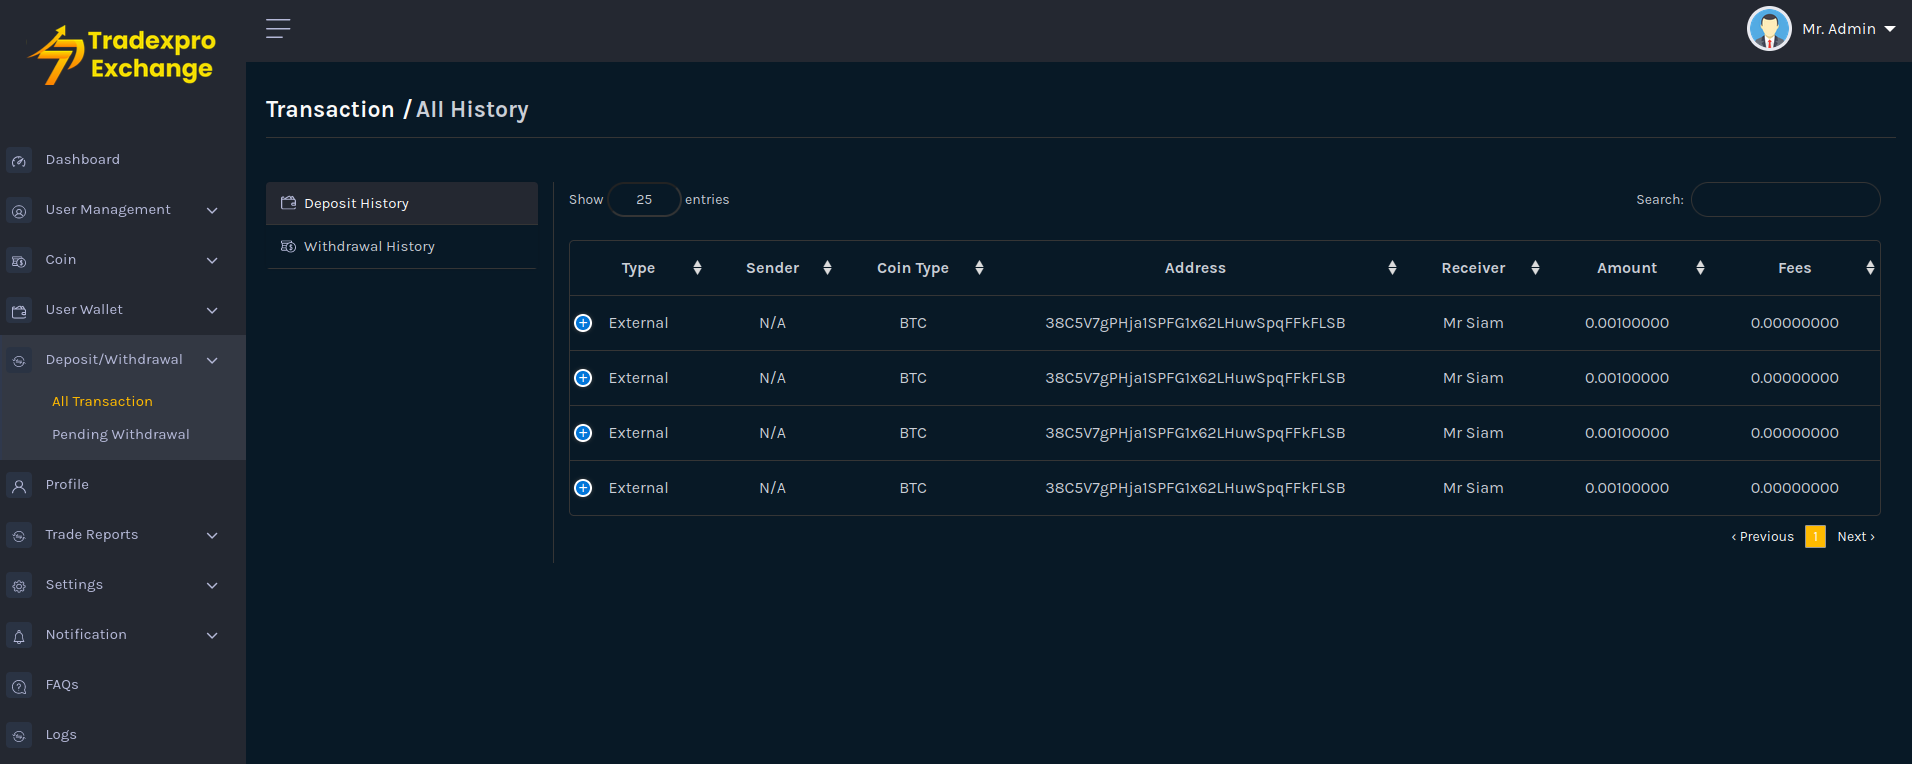 Tradexpro
Exchange
Mr. Admin
Dashboard
User Management
Coin
User Wallet
Deposit/Withdrawal
All Transaction
Pending Withdrawal
Profile
Trade Reports
Settings
Notification
FAQs
Logs
Transaction / All History
Deposit History
Withdrawal History
Show 25 entries
Search:
Type Sender Coin Type Address Receiver Amount Fees
External N/A BTC 38C5V7gPHja1SPFG1x62LHuwSpqFFkFLSB Mr Siam 0.00100000 0.00000000
External N/A BTC 38C5V7gPHja1SPFG1x62LHuwSpqFFkFLSB Mr Siam 0.00100000 0.00000000
External N/A BTC 38C5V7gPHja1SPFG1x62LHuwSpqFFkFLSB Mr Siam 0.00100000 0.00000000
External N/A BTC 38C5V7gPHja1SPFG1x62LHuwSpqFFkFLSB Mr Siam 0.00100000 0.00000000
‹ Previous 1 Next ›